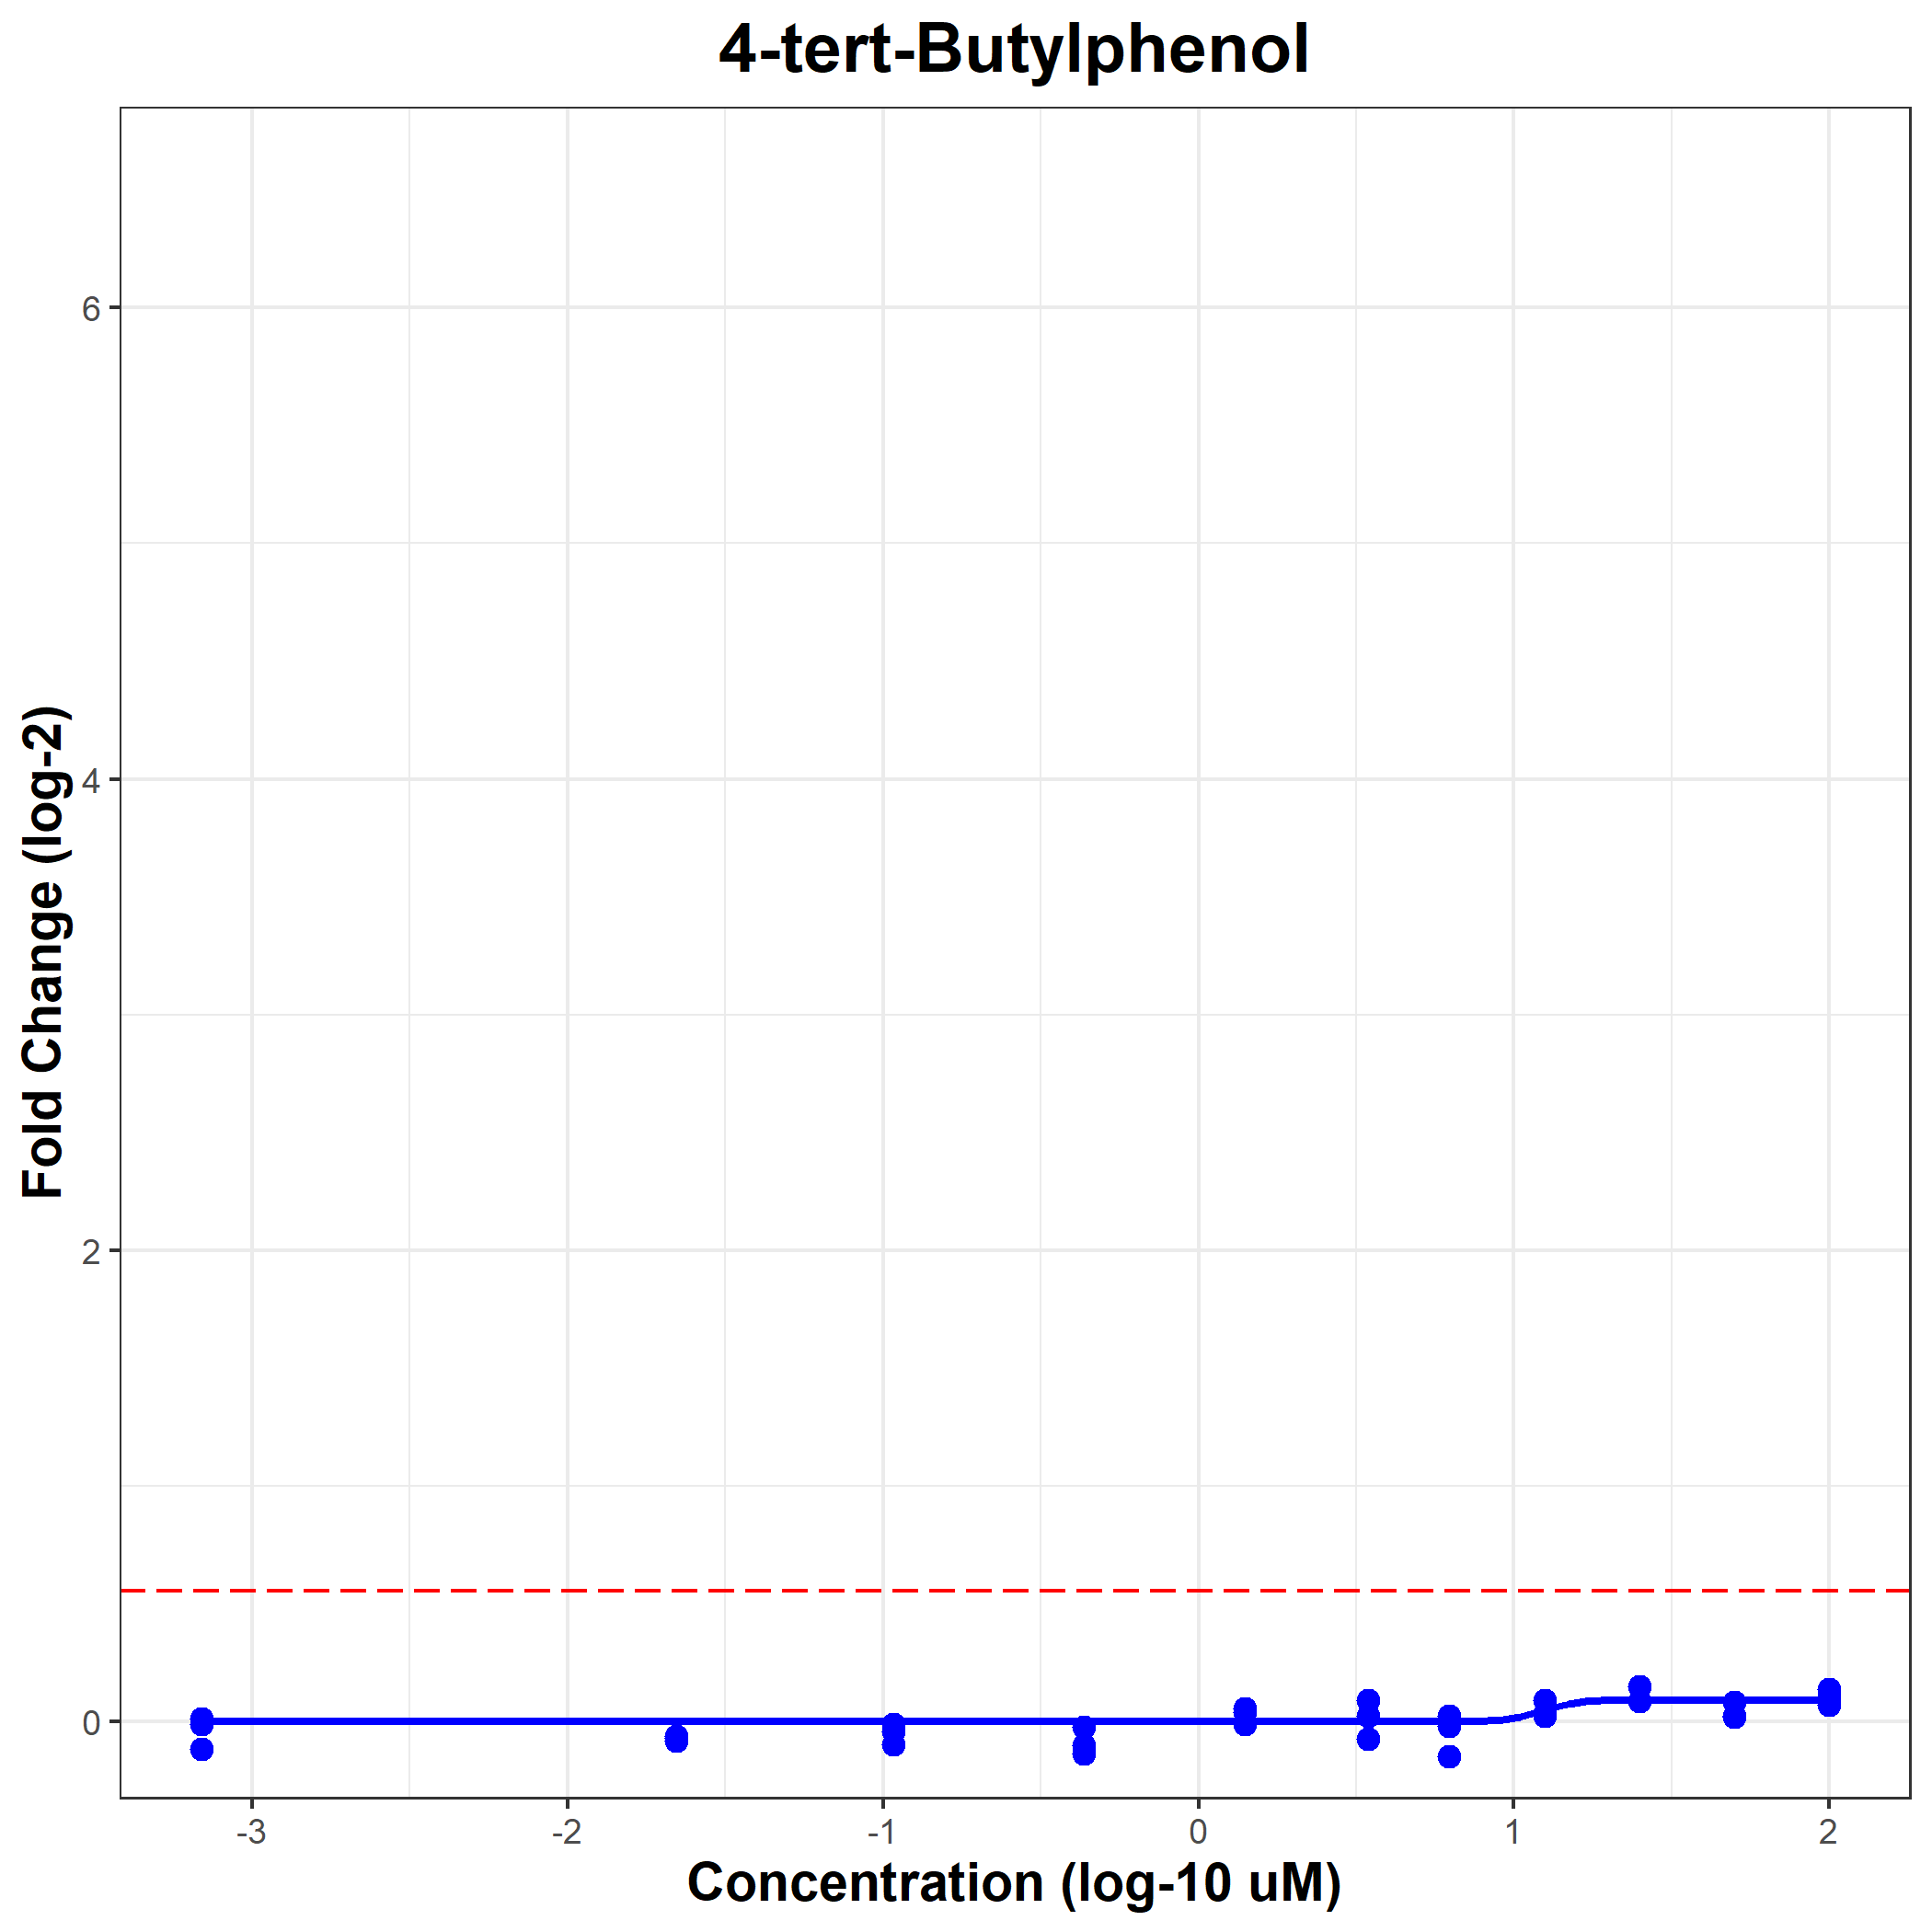 4-tert-Butylphenol
Fold Change (log-2)
6
4
2
0
-3 -2 -1 0 1 2
Concentration (log-10 uM)